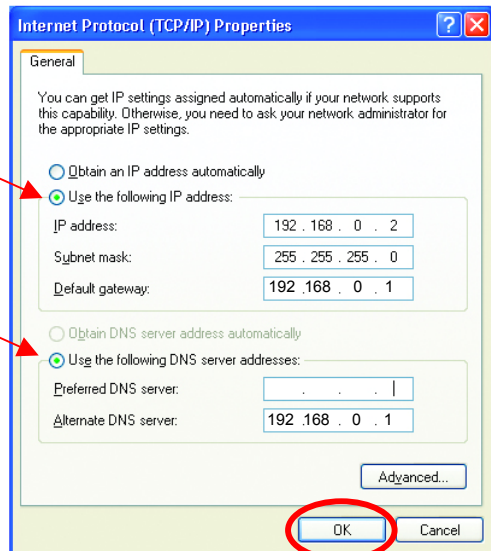 Internet Protocol (TCP/IP) Properties
General
You can get IP settings assigned automatically if your network supports
this capability. Otherwise, you need to ask your network administrator for
the appropriate IP settings.
Obtain an IP address automatically
Use the following IP address:
IP address: 192 . 168 . 0 . 2
Subnet mask: 255 . 255 . 255 . 0
Default gateway: 192 .168 . 0 . 1
Obtain DNS server address automatically
Use the following DNS server addresses:
Preferred DNS server: . . .
Alternate DNS server: 192 .168 . 0 . 1
Advanced...
OK Cancel